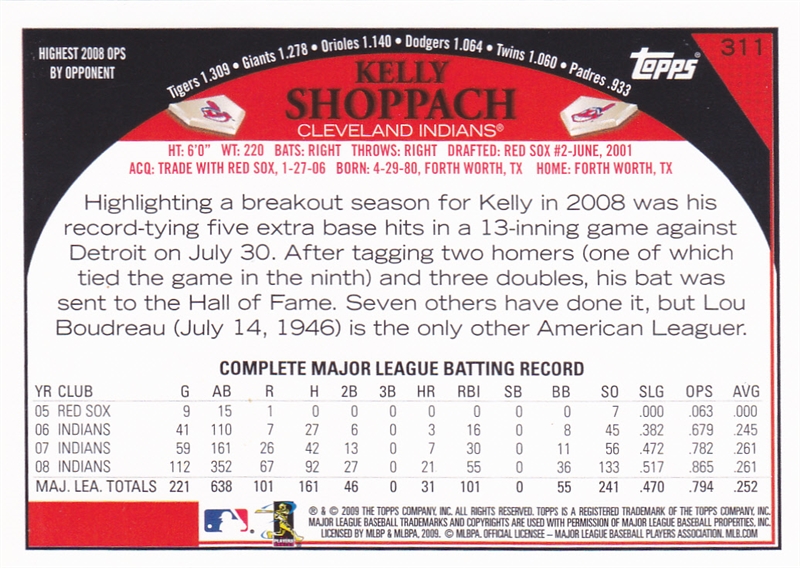 HIGHEST 2008 OPS
BY OPPONENT
Tigers 1.309 • Giants 1.278 • Orioles 1.140 • Dodgers 1.064 • Twins 1.060 • Padres .933
Topps
311
KELLY
SHOPPACH
CLEVELAND INDIANS®
HT: 6'0" WT: 220 BATS: RIGHT THROWS: RIGHT DRAFTED: RED SOX #2-JUNE, 2001
ACQ: TRADE WITH RED SOX, 1-27-06 BORN: 4-29-80, FORTH WORTH, TX HOME: FORTH WORTH, TX
Highlighting a breakout season for Kelly in 2008 was his
record-tying five extra base hits in a 13-inning game against
Detroit on July 30. After tagging two homers (one of which
tied the game in the ninth) and three doubles, his bat was
sent to the Hall of Fame. Seven others have done it, but Lou
Boudreau (July 14, 1946) is the only other American Leaguer.
COMPLETE MAJOR LEAGUE BATTING RECORD
YR CLUB G AB R H 2B 3B HR RBI SB BB SO SLG OPS AVG
05 RED SOX 9 15 1 0 0 0 0 0 0 0 7 .000 .063 .000
06 INDIANS 41 110 7 27 6 0 3 16 0 8 45 .382 .679 .245
07 INDIANS 59 161 26 42 13 0 7 30 0 11 56 .472 .782 .261
08 INDIANS 112 352 67 92 27 0 21 55 0 36 133 .517 .865 .261
MAJ. LEA. TOTALS 221 638 101 161 46 0 31 101 0 55 241 .470 .794 .252
® & © 2009 THE TOPPS COMPANY, INC. ALL RIGHTS RESERVED. TOPPS IS A REGISTERED TRADEMARK OF THE TOPPS COMPANY, INC.
MAJOR LEAGUE BASEBALL TRADEMARKS AND COPYRIGHTS ARE USED WITH PERMISSION OF MAJOR LEAGUE BASEBALL PROPERTIES, INC.
LICENSED BY MLBP & MLBPA, 2009. © MLBPA. OFFICIAL LICENSEE – MAJOR LEAGUE BASEBALL PLAYERS ASSOCIATION. MLB.COM
PLAYERS